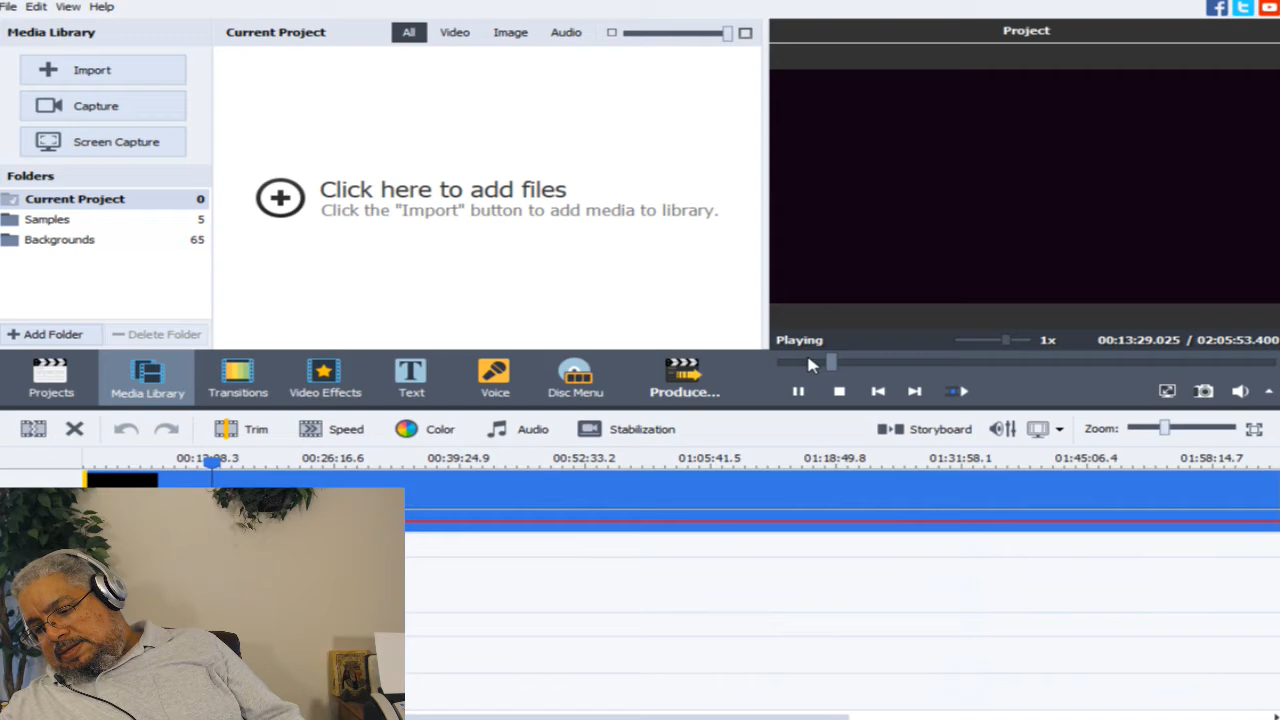 File Edit View Help
Media Library
Import
Capture
Screen Capture
Folders
Current Project 0
Samples 5
Backgrounds 65
+ Add Folder
− Delete Folder
Current Project
All Video Image Audio
Click here to add files
Click the "Import" button to add media to library.
Project
Playing
1x
00:13:29.025 / 02:05:53.400
Projects
Media Library
Transitions
Video Effects
Text
Voice
Disc Menu
Produce...
Trim
Speed
Color
Audio
Stabilization
Storyboard
Zoom:
00:13:08.3 00:26:16.6 00:39:24.9 00:52:33.2 01:05:41.5 01:18:49.8 01:31:58.1 01:45:06.4 01:58:14.7